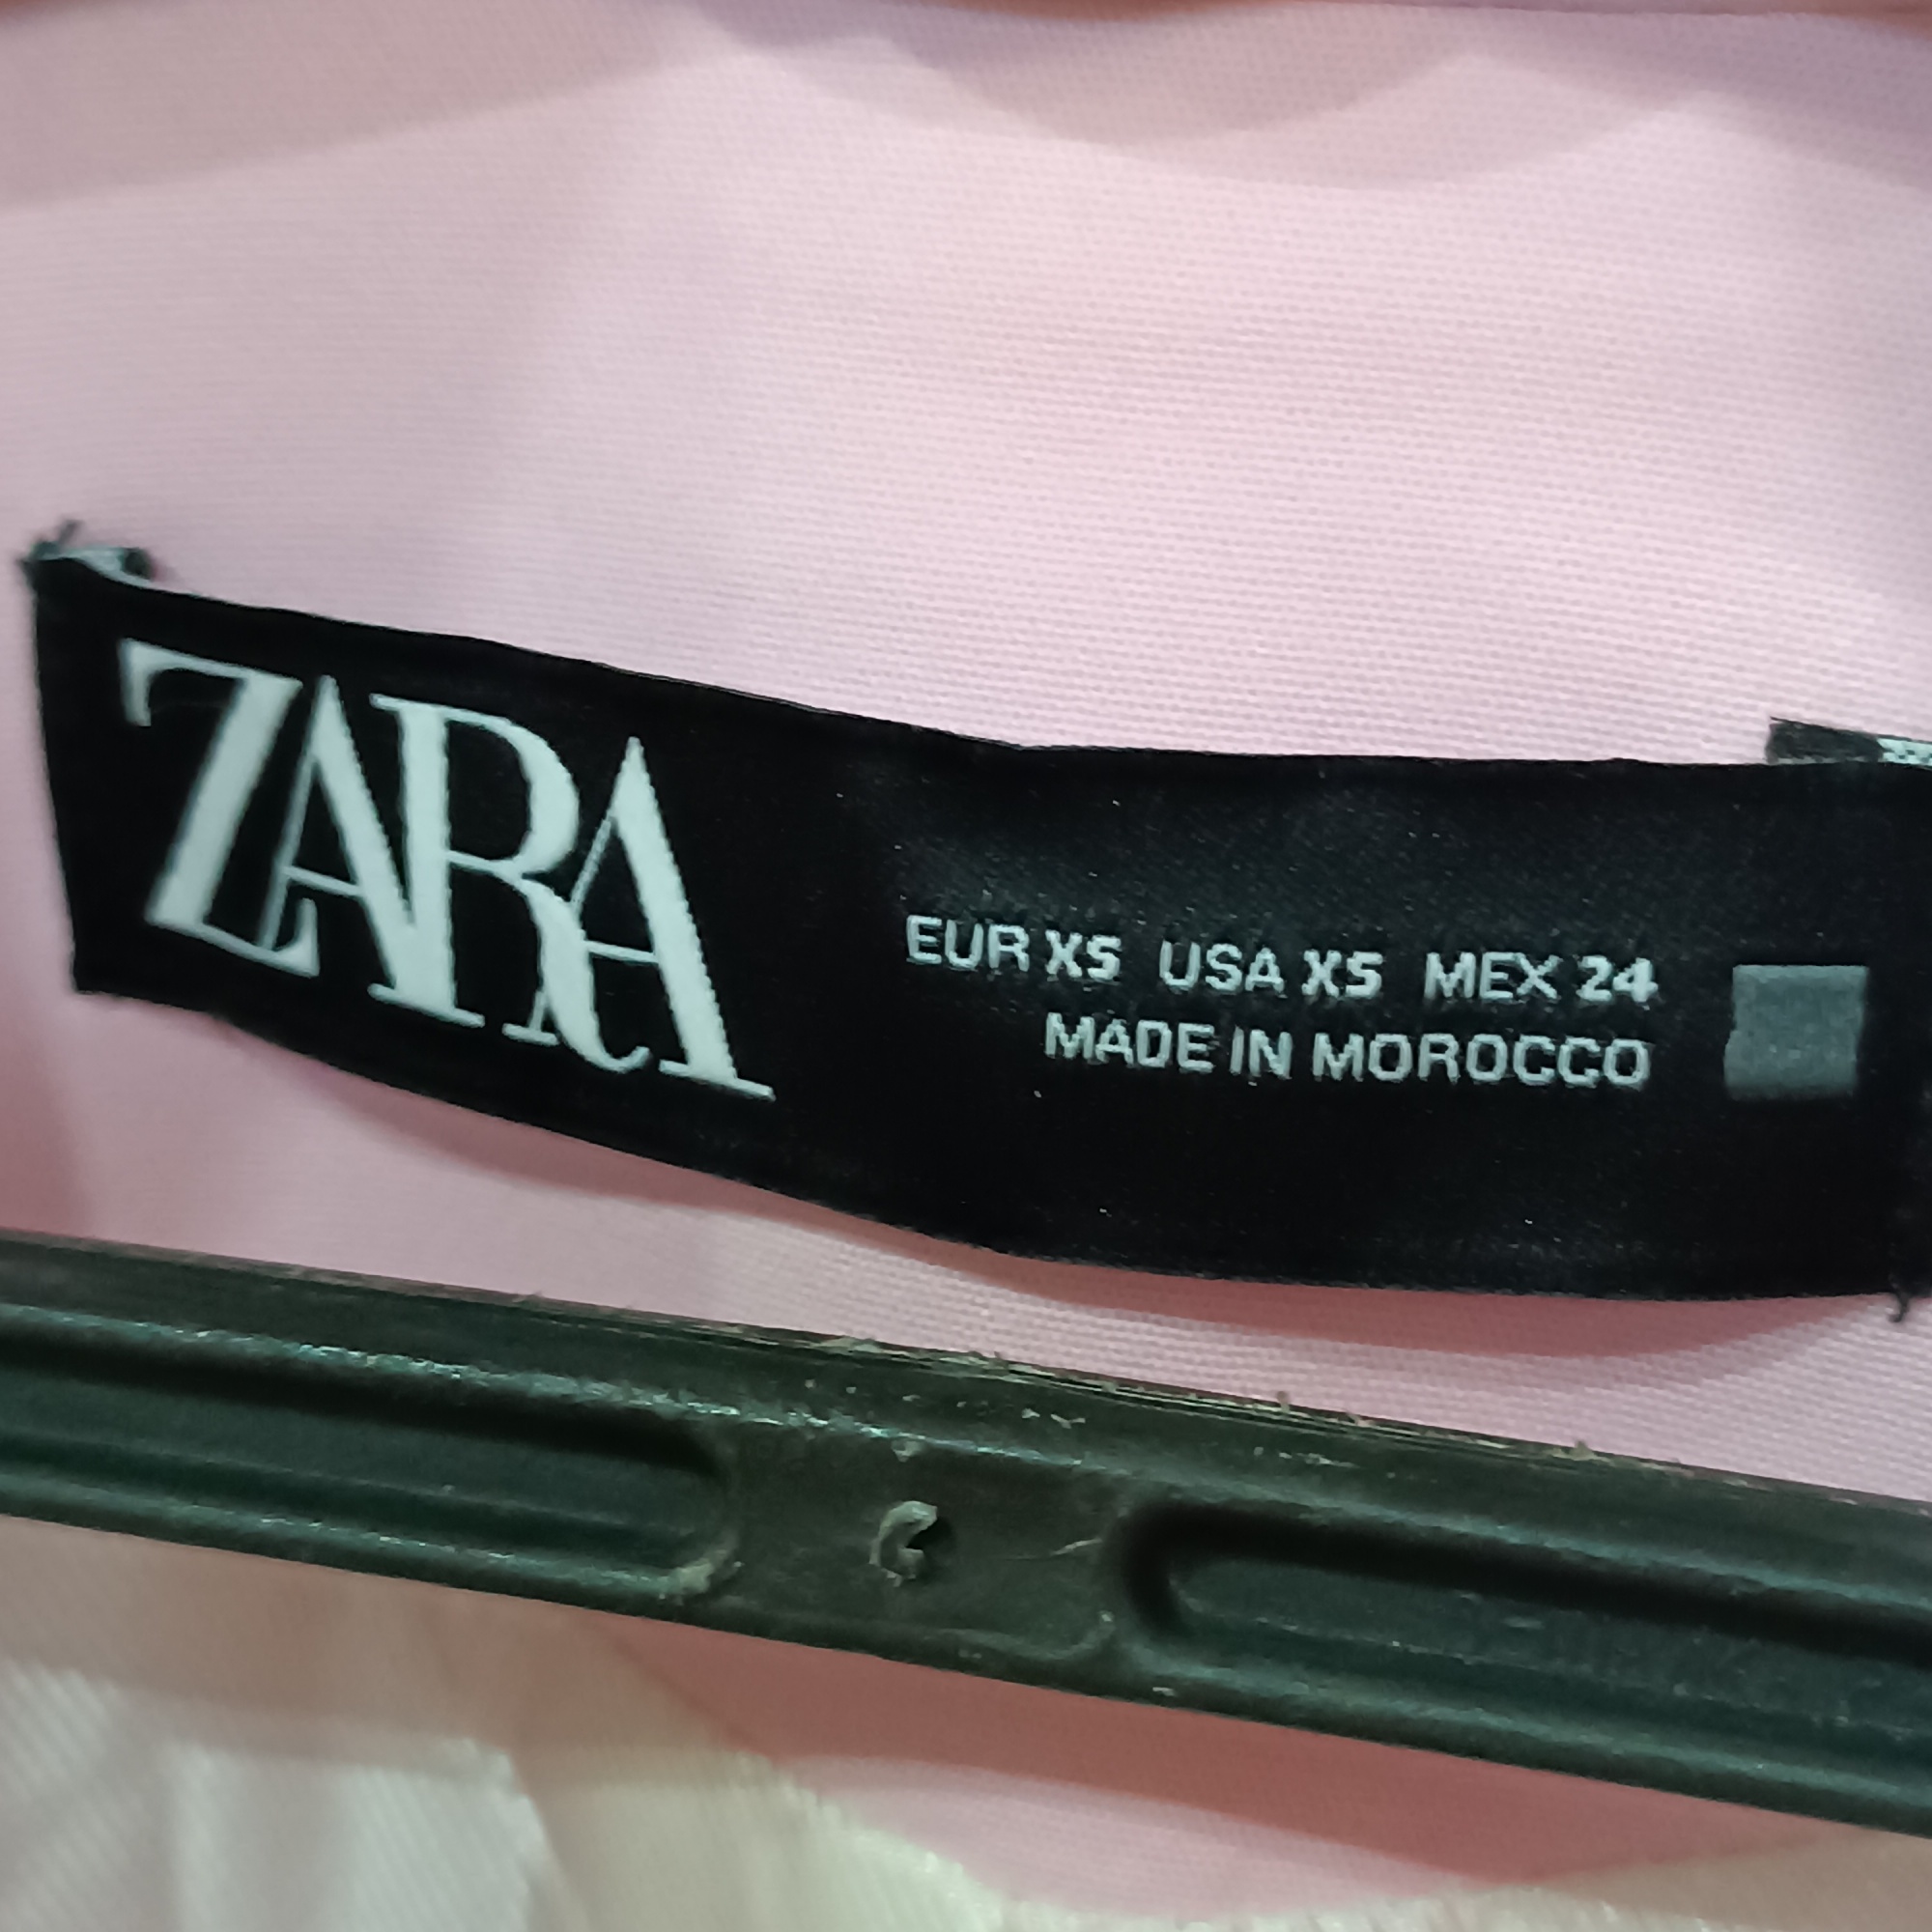 ZARA
EUR XS USA XS MEX 24
MADE IN MOROCCO